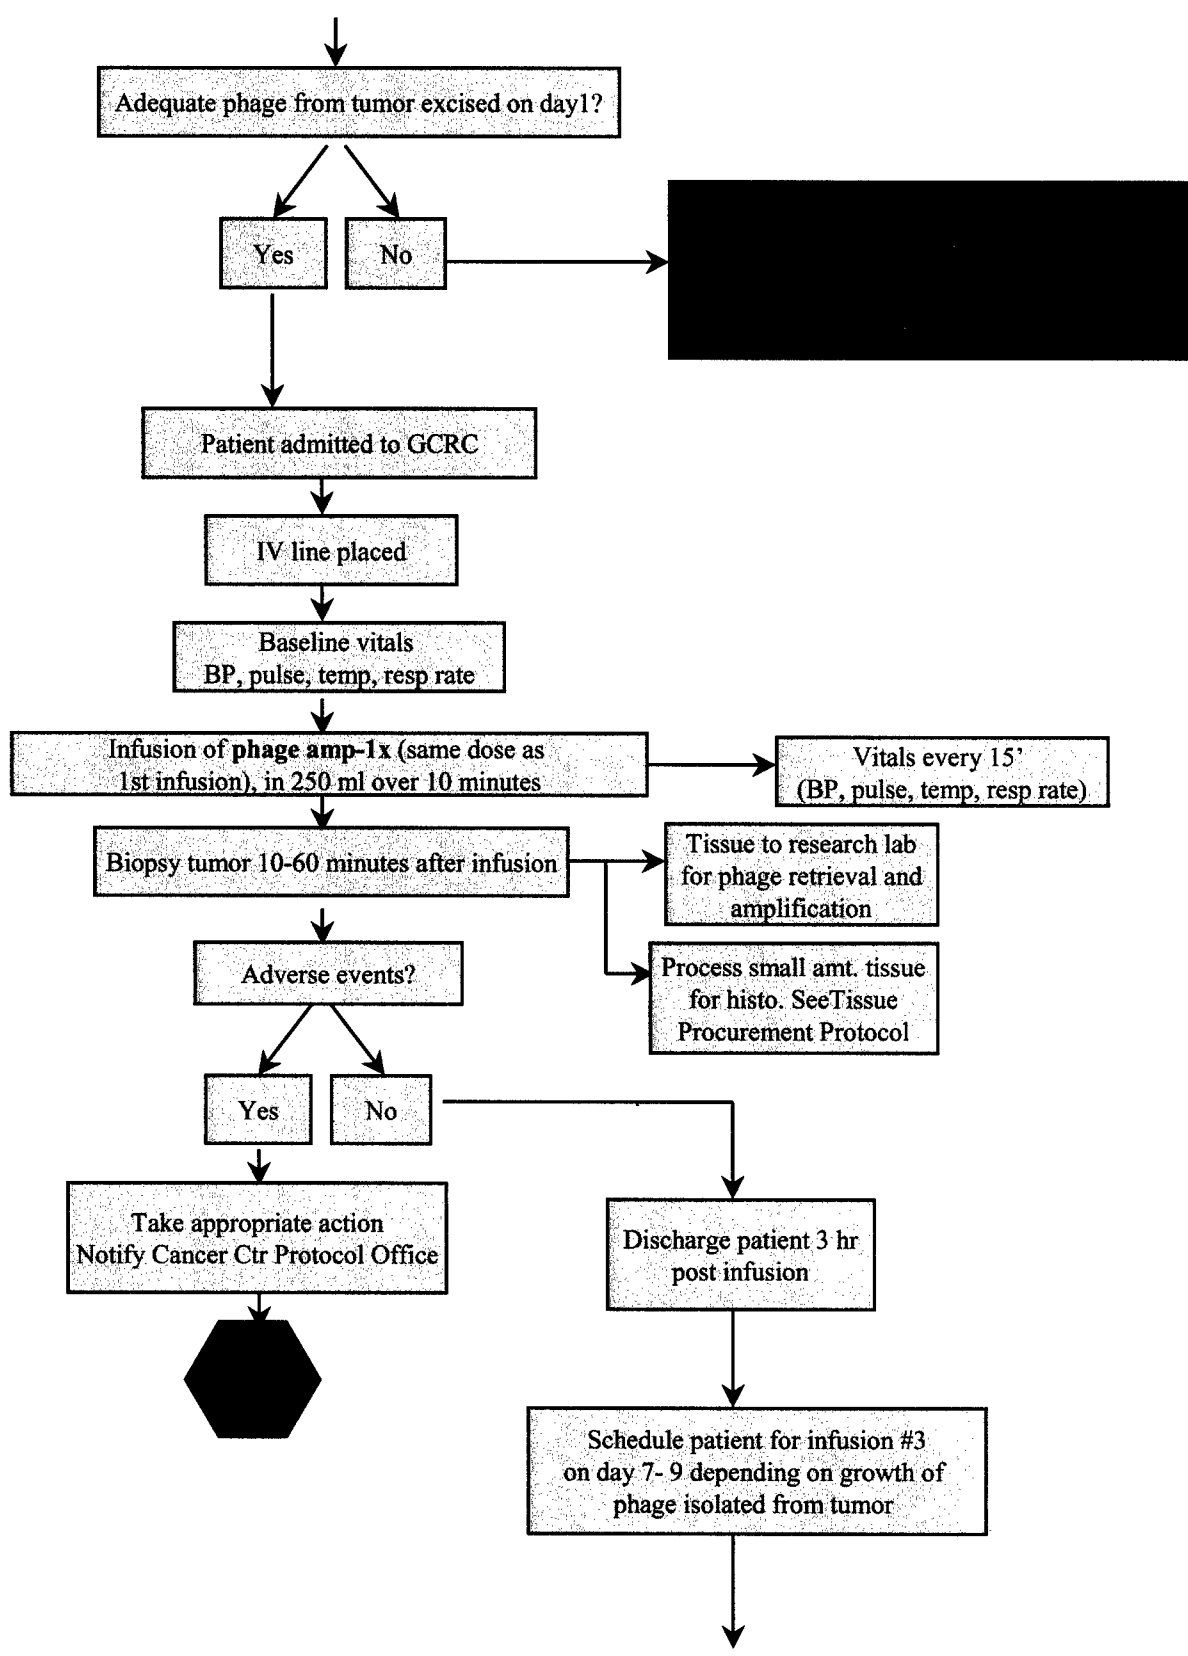 Adequate phage from tumor excised on day1?
Yes
No
Patient admitted to GCRC
IV line placed
Baseline vitals
BP, pulse, temp, resp rate
Infusion of phage amp-1x (same dose as
1st infusion), in 250 ml over 10 minutes
Vitals every 15’
(BP, pulse, temp, resp rate)
Biopsy tumor 10-60 minutes after infusion
Tissue to research lab
for phage retrieval and
amplification
Process small amt. tissue
for histo. SeeTissue
Procurement Protocol
Adverse events?
Yes
No
Take appropriate action
Notify Cancer Ctr Protocol Office
Discharge patient 3 hr
post infusion
Schedule patient for infusion #3
on day 7- 9 depending on growth of
phage isolated from tumor